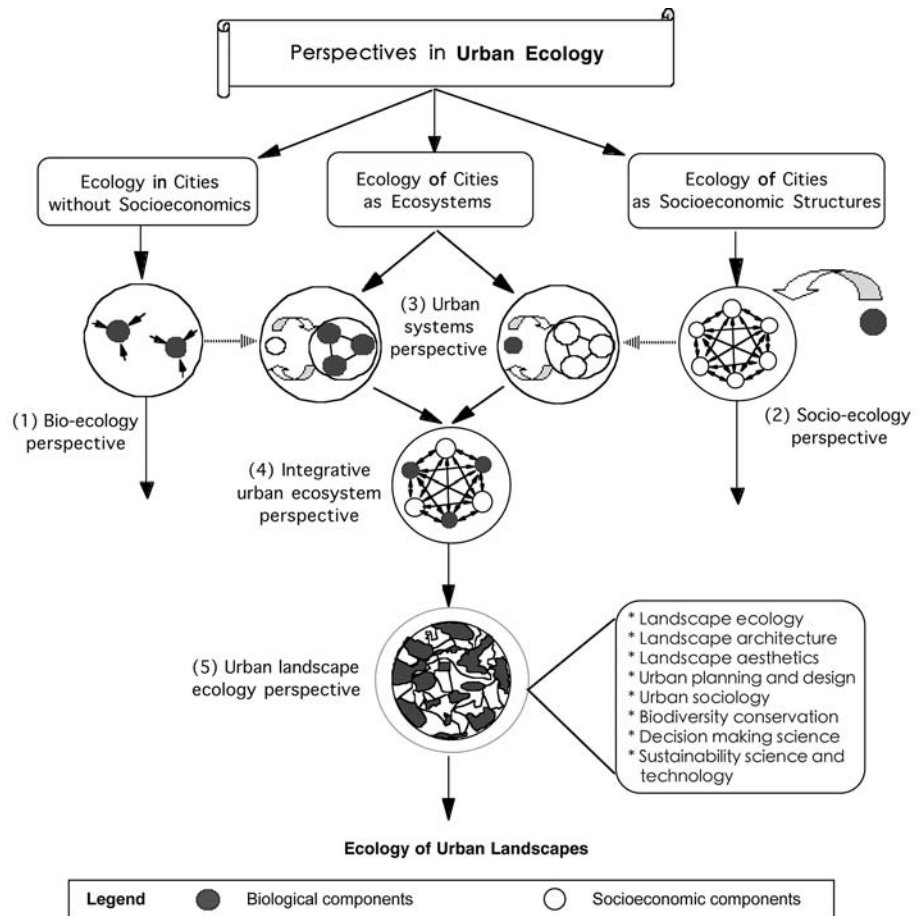 Perspectives in Urban Ecology
Ecology in Cities
without Socioeconomics
Ecology of Cities
as Ecosystems
Ecology of Cities
as Socioeconomic Structures
(3) Urban
systems
perspective
(1) Bio-ecology
perspective
(2) Socio-ecology
perspective
(4) Integrative
urban ecosystem
perspective
(5) Urban landscape
ecology perspective
* Landscape ecology
* Landscape architecture
* Landscape aesthetics
* Urban planning and design
* Urban sociology
* Biodiversity conservation
* Decision making science
* Sustainability science and
technology
Ecology of Urban Landscapes
Legend Biological components Socioeconomic components